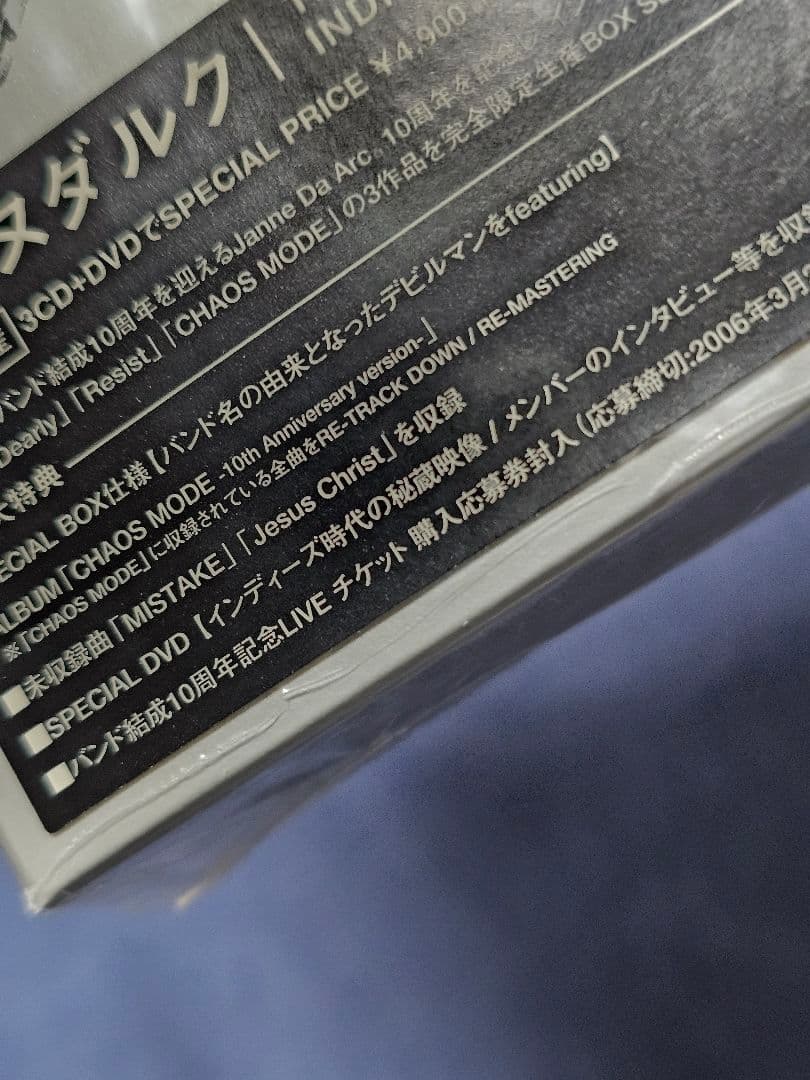 ヌダルク｜
INDI
3CD+DVDでSPECIAL PRICE ¥4,900
バンド結成10周年を迎えるJanne Da Arc。10周年を記念し、イン
Dearly」「Resist」「CHAOS MODE」の3作品を完全限定生産BOX SE
大特典
ECIAL BOX仕様【バンド名の由来となったデビルマンをfeaturing】
ALBUM「CHAOS MODE -10th Anniversary version-」
※「CHAOS MODE」に収録されている全曲をRE-TRACK DOWN / RE-MASTERING
■未収録曲「MISTAKE」「Jesus Christ」を収録
■SPECIAL DVD【インディーズ時代の秘蔵映像 / メンバーのインタビュー等を収録
■バンド結成10周年記念LIVE チケット 購入応募券封入（応募締切:2006年3月